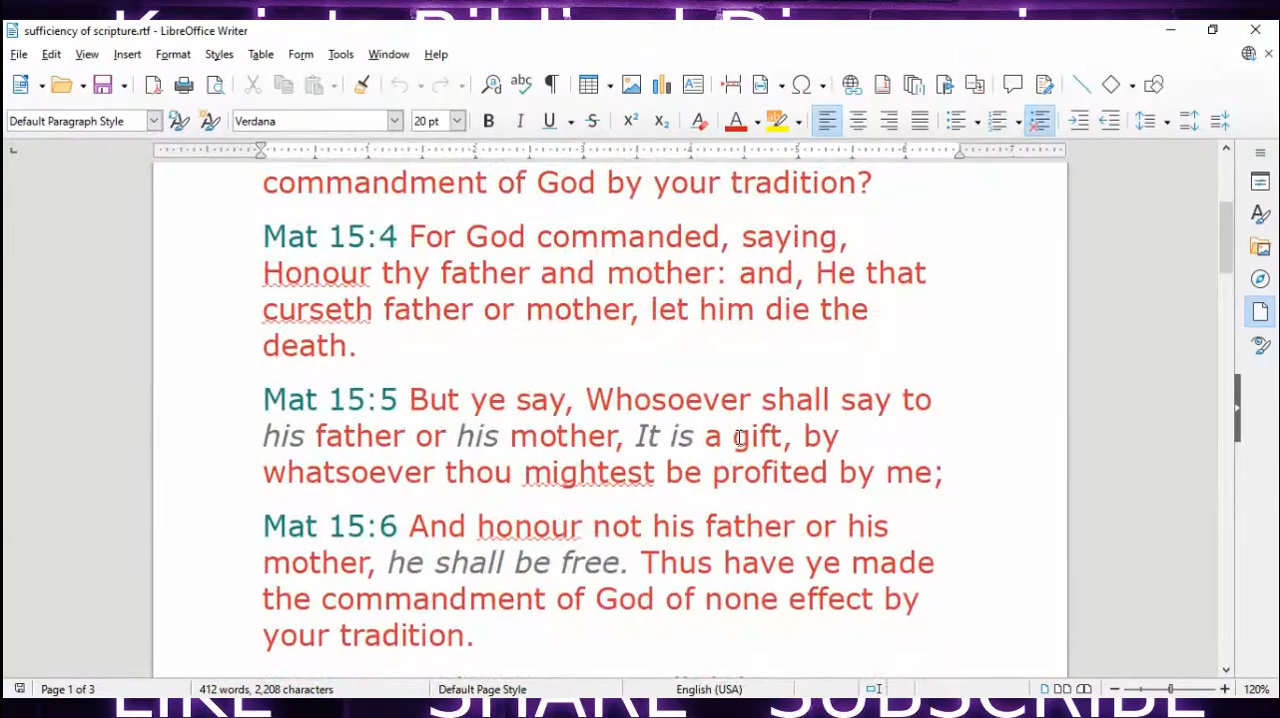 sufficiency of scripture.rtf - LibreOffice Writer
File Edit View Insert Format Styles Table Form Tools Window Help
Default Paragraph Style Verdana 20 pt
commandment of God by your tradition?
Mat 15:4 For God commanded, saying,
Honour thy father and mother: and, He that
curseth father or mother, let him die the
death.
Mat 15:5 But ye say, Whosoever shall say to
his father or his mother, It is a gift, by
whatsoever thou mightest be profited by me;
Mat 15:6 And honour not his father or his
mother, he shall be free. Thus have ye made
the commandment of God of none effect by
your tradition.
Page 1 of 3 412 words, 2,208 characters Default Page Style English (USA) 120%
LIKE SHARE SUBSCRIBE